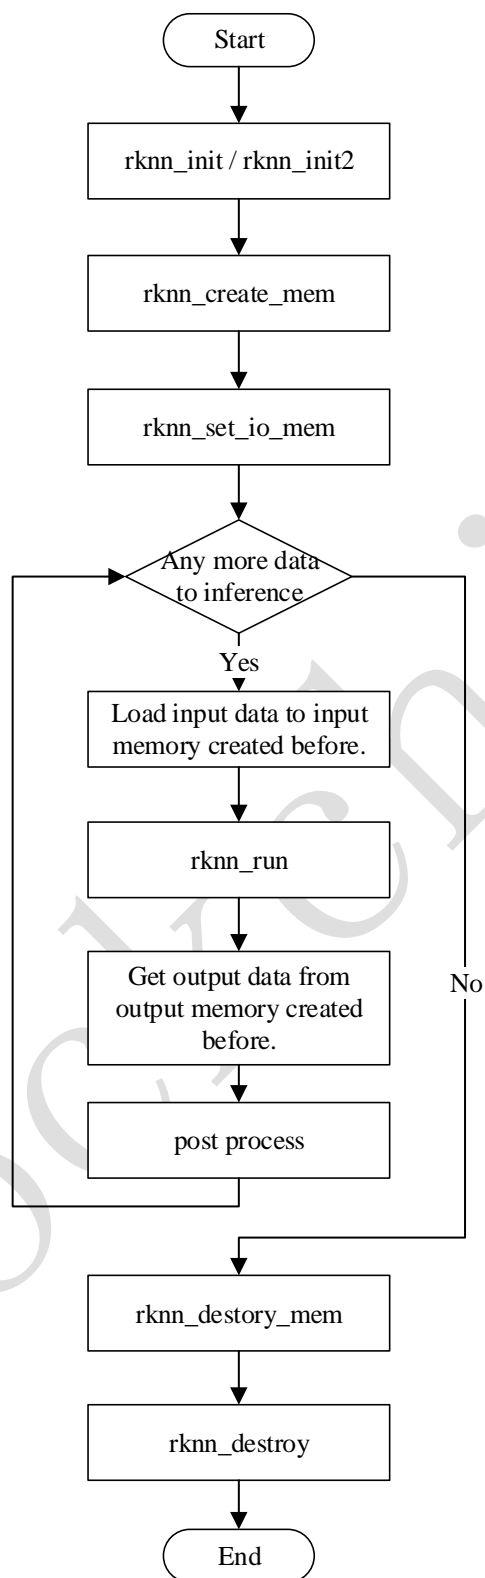 Start
rknn_init / rknn_init2
rknn_create_mem
rknn_set_io_mem
Any more data
to inference
Yes
Load input data to input
memory created before.
rknn_run
Get output data from
output memory created
before.
No
post process
rknn_destory_mem
rknn_destroy
End